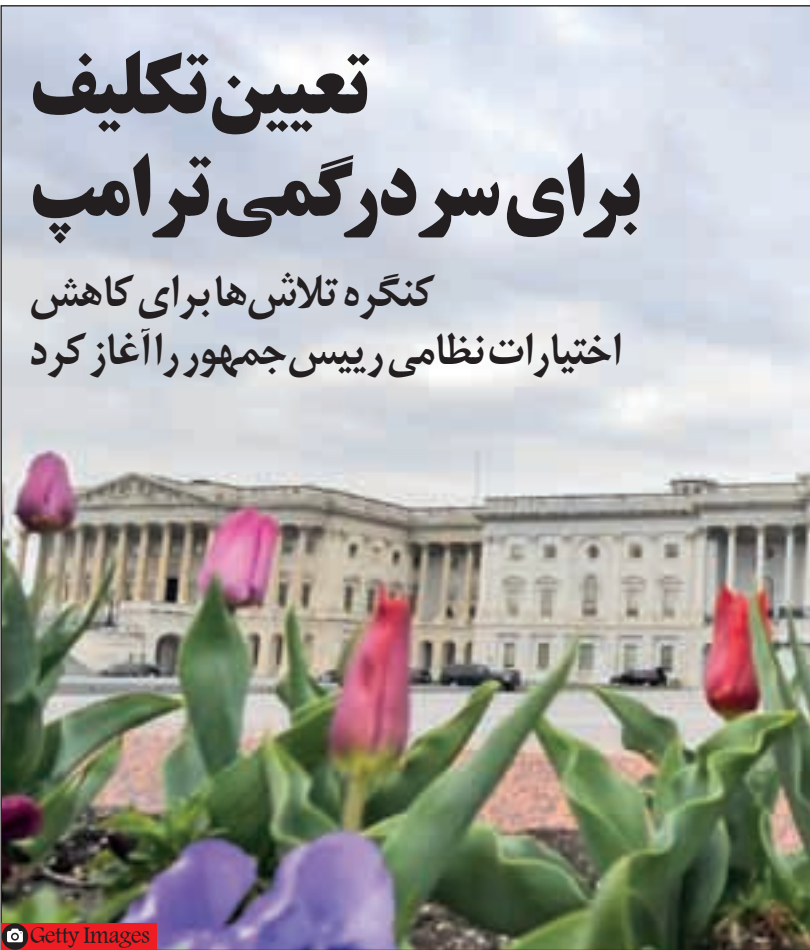 تعیین تکلیف
برای سردرگمی ترامپ
کنگره تلاش‌ها برای کاهش
اختیارات نظامی رییس‌جمهور را آغاز کرد
Getty Images